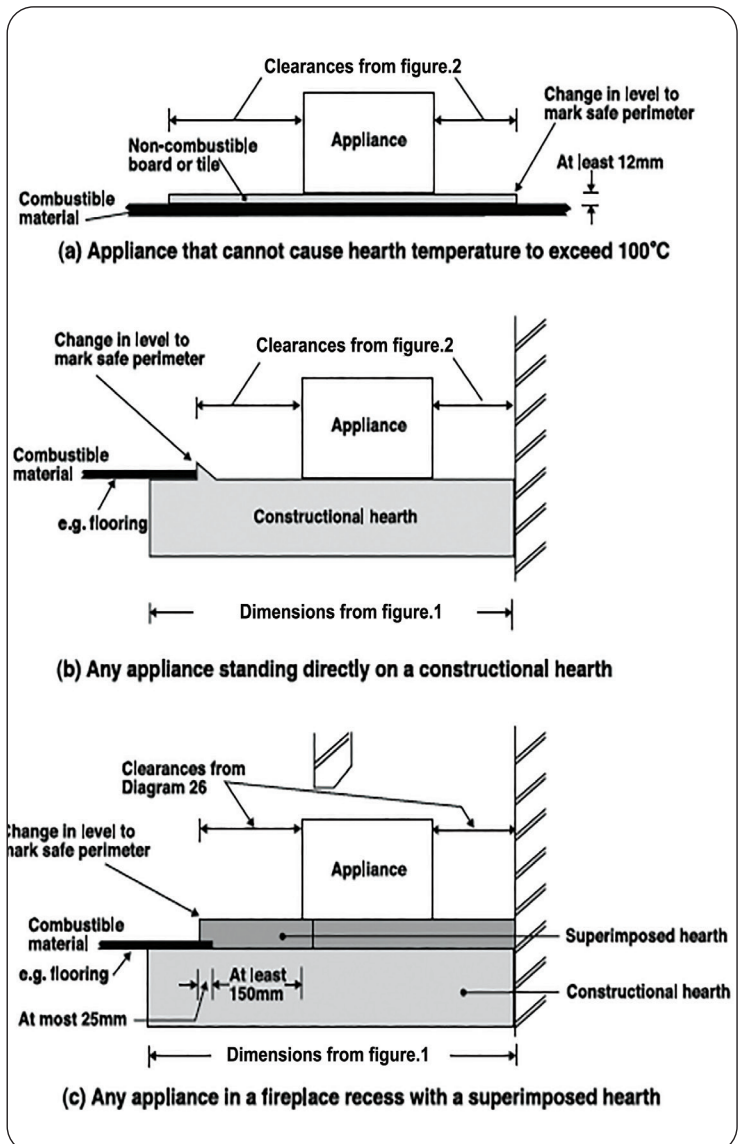 Clearances from figure.2
Change in level to
mark safe perimeter
Appliance
Non-combustible
board or tile
At least 12mm
Combustible
material
(a) Appliance that cannot cause hearth temperature to exceed 100°C
Change in level to
mark safe perimeter
Clearances from figure.2
Appliance
Combustible
material
e.g. flooring
Constructional hearth
Dimensions from figure.1
(b) Any appliance standing directly on a constructional hearth
Clearances from
Diagram 26
Change in level to
mark safe perimeter
Appliance
Combustible
material
Superimposed hearth
e.g. flooring
At least
150mm
Constructional hearth
At most 25mm
Dimensions from figure.1
(c) Any appliance in a fireplace recess with a superimposed hearth